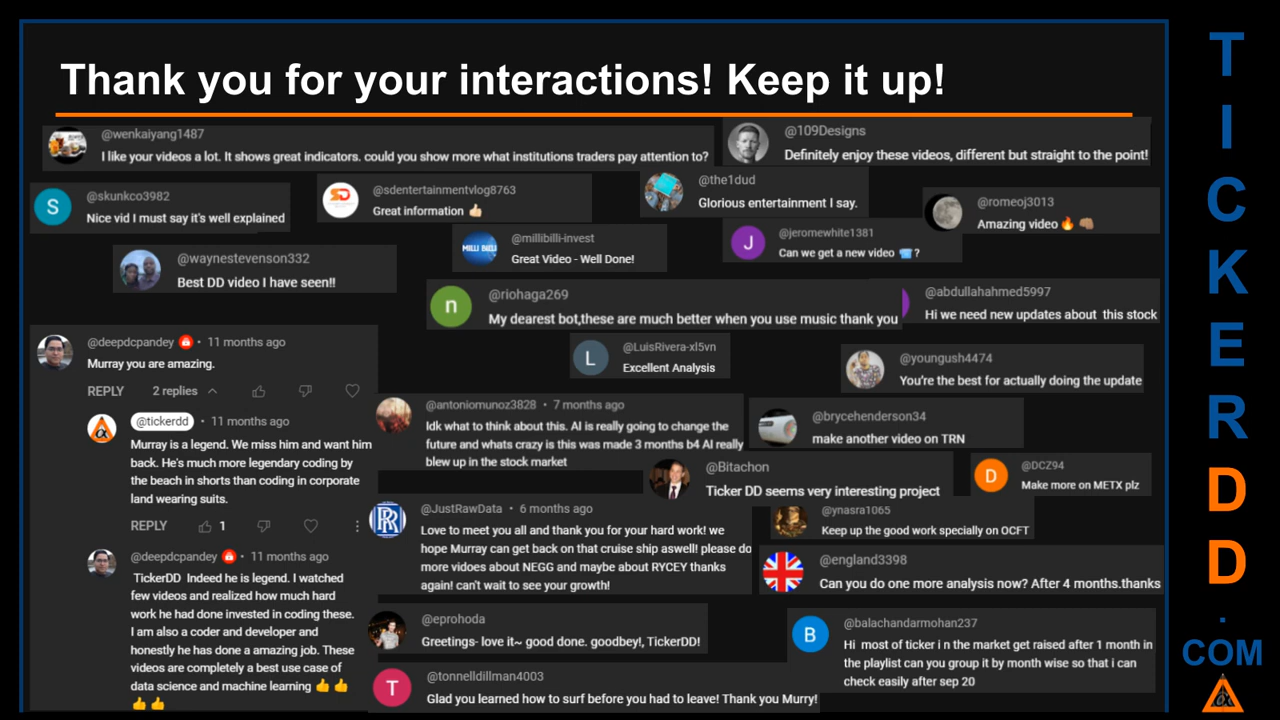 Thank you for your interactions! Keep it up!
@wenkaiyang1487
I like your videos a lot. It shows great indicators. could you show more what institutions traders pay attention to?
@109Designs
Definitely enjoy these videos, different but straight to the point!
S
@skunkco3982
Nice vid I must say it's well explained
SD
@sdentertainmentvlog8763
Great information 👍🏻
@the1dud
Glorious entertainment I say.
@romeoj3013
Amazing video 🔥 👊🏽
@waynestevenson332
Best DD video I have seen!!
MILLI BILLI
@millibilli-invest
Great Video - Well Done!
J
@jeromewhite1381
Can we get a new video ?
n
@riohaga269
My dearest bot,these are much better when you use music thank you
@abdullahahmed5997
Hi we need new updates about this stock
L
@LuisRivera-xl5vn
Excellent Analysis
@youngush4474
You're the best for actually doing the update
@deepdcpandey • 11 months ago
Murray you are amazing.
REPLY 2 replies
@tickerdd • 11 months ago
Murray is a legend. We miss him and want him
back. He's much more legendary coding by
the beach in shorts than coding in corporate
land wearing suits.
REPLY 1
@deepdcpandey • 11 months ago
TickerDD Indeed he is legend. I watched
few videos and realized how much hard
work he had done invested in coding these.
I am also a coder and developer and
honestly he has done a amazing job. These
videos are completely a best use case of
data science and machine learning 👍 👍
👍 👍
@antoniomunoz3828 • 7 months ago
Idk what to think about this. AI is really going to change the
future and whats crazy is this was made 3 months b4 AI really
blew up in the stock market
@brycehenderson34
make another video on TRN
@Bitachon
Ticker DD seems very interesting project
D
@DCZ94
Make more on METX plz
RR
@JustRawData • 6 months ago
Love to meet you all and thank you for your hard work! we
hope Murray can get back on that cruise ship aswell! please do
more vidoes about NEGG and maybe about RYCEY thanks
again! can't wait to see your growth!
@ynasra1065
Keep up the good work specially on OCFT
@england3398
Can you do one more analysis now? After 4 months.thanks
@eprohoda
Greetings- love it~ good done. goodbey!, TickerDD!
B
@balachandarmohan237
Hi most of ticker i n the market get raised after 1 month in
the playlist can you group it by month wise so that i can
check easily after sep 20
T
@tonnelldillman4003
Glad you learned how to surf before you had to leave! Thank you Murry!
TICKERDD
.
COM
α